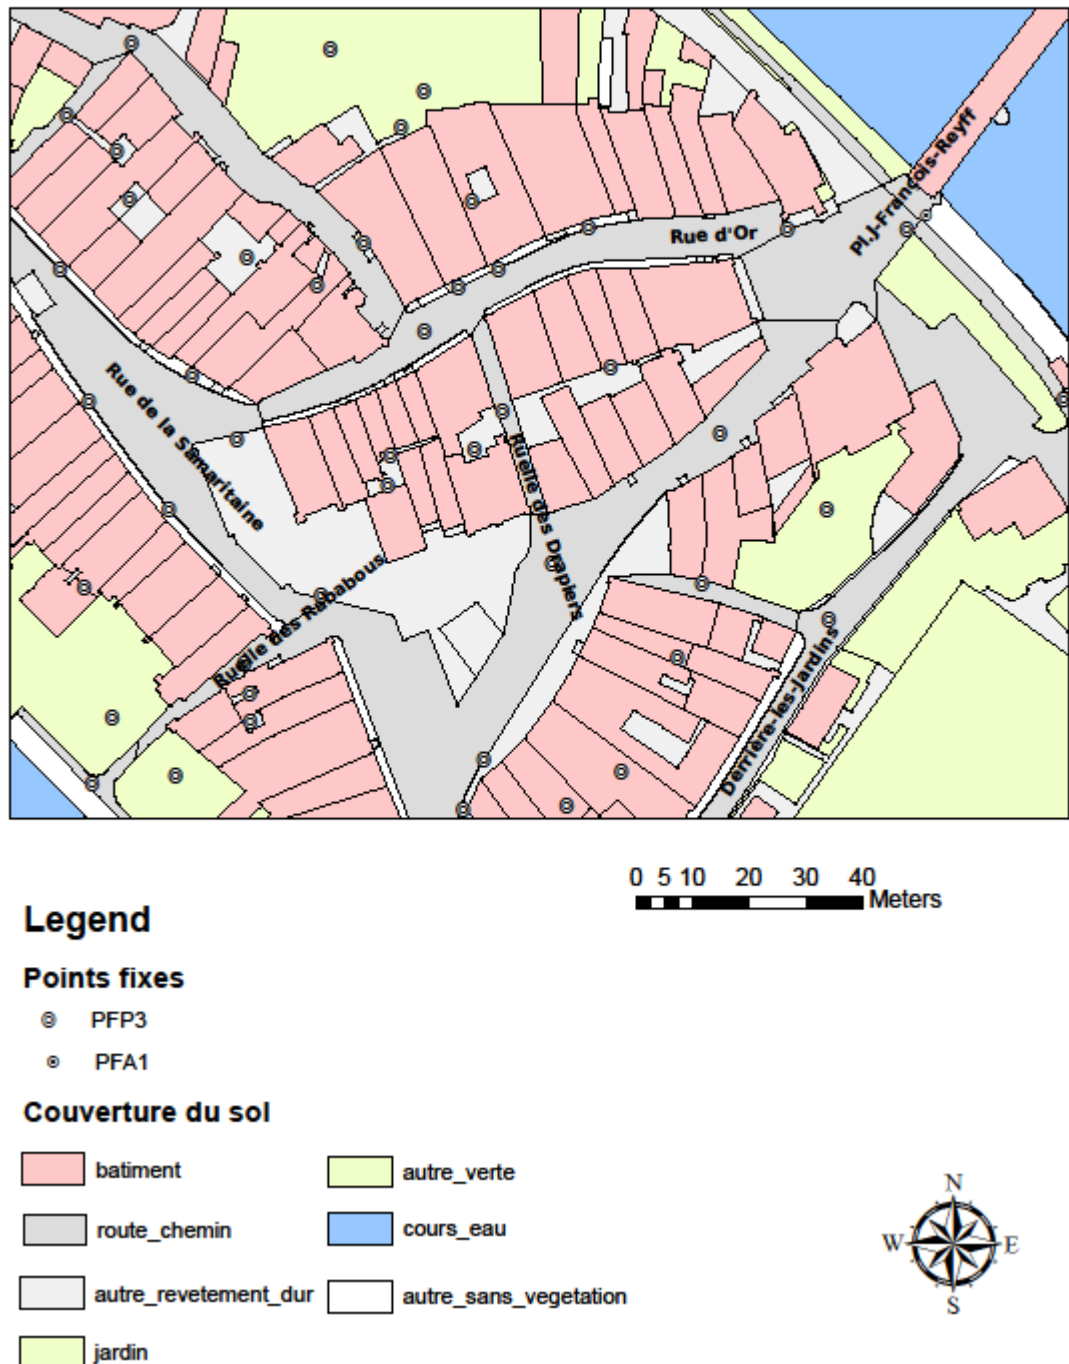 Pl.J-François-Reyff
Rue d'Or
Rue de la Samaritaine
Ruelle des Drapiers
Ruelle des Rababous
Derrière-les-jardins
0 5 10 20 30 40
Meters
Legend
Points fixes
PFP3
PFA1
Couverture du sol
batiment
autre_verte
route_chemin
cours_eau
autre_revetement_dur
autre_sans_vegetation
jardin
N
W E
S